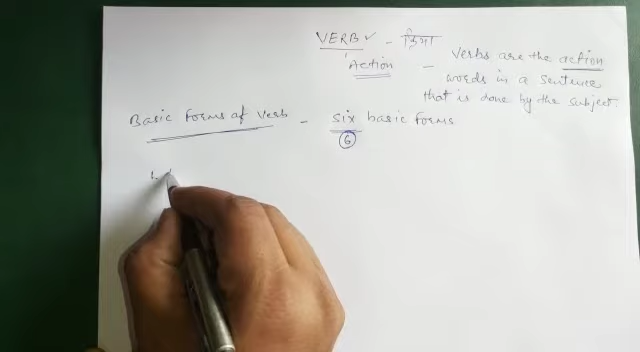 VERB ✓ - क्रिया
Action - Verbs are the action
words in a sentence
that is done by the subject.
Basic forms of Verb - six basic forms
6
1.